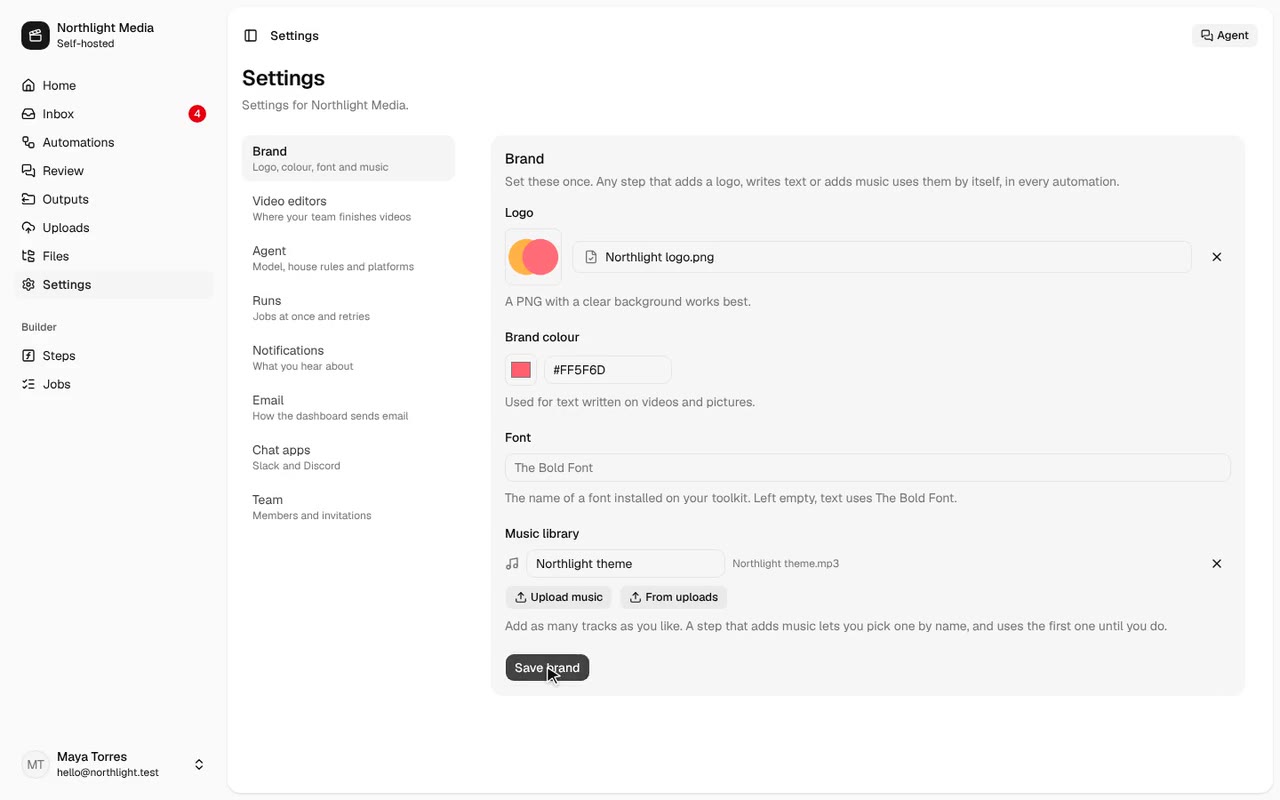 Northlight Media
Self-hosted
Home
Inbox
4
Automations
Review
Outputs
Uploads
Files
Settings
Builder
Steps
Jobs
MT
Maya Torres
hello@northlight.test
Settings
Agent
Settings
Settings for Northlight Media.
Brand
Logo, colour, font and music
Video editors
Where your team finishes videos
Agent
Model, house rules and platforms
Runs
Jobs at once and retries
Notifications
What you hear about
Email
How the dashboard sends email
Chat apps
Slack and Discord
Team
Members and invitations
Brand
Set these once. Any step that adds a logo, writes text or adds music uses them by itself, in every automation.
Logo
Northlight logo.png
A PNG with a clear background works best.
Brand colour
#FF5F6D
Used for text written on videos and pictures.
Font
The Bold Font
The name of a font installed on your toolkit. Left empty, text uses The Bold Font.
Music library
Northlight theme
Northlight theme.mp3
Upload music
From uploads
Add as many tracks as you like. A step that adds music lets you pick one by name, and uses the first one until you do.
Save brand